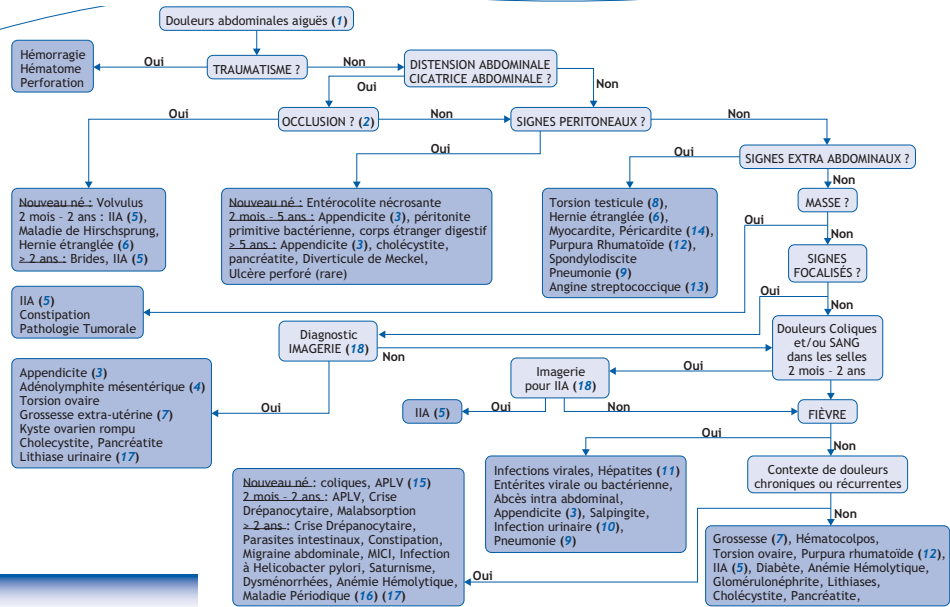 Douleurs abdominales aiguës (1)
Hémorragie
Hématome
Perforation
Oui
TRAUMATISME ?
Non
DISTENSION ABDOMINALE
CICATRICE ABDOMINALE ?
Oui
Non
Oui
OCCLUSION ? (2)
Non
SIGNES PERITONEAUX ?
Non
Oui
Oui
SIGNES EXTRA ABDOMINAUX ?
Non
Nouveau né : Volvulus
2 mois - 2 ans : IIA (5),
Maladie de Hirschsprung,
Hernie étranglée (6)
> 2 ans : Brides, IIA (5)
Nouveau né : Entérocolite nécrosante
2 mois - 5 ans : Appendicite (3), péritonite
primitive bactérienne, corps étranger digestif
> 5 ans : Appendicite (3), cholécystite,
pancréatite, Diverticule de Meckel,
Ulcère perforé (rare)
Torsion testicule (8),
Hernie étranglée (6),
Myocardite, Péricardite (14),
Purpura Rhumatoïde (12),
Spondylodiscite
Pneumonie (9)
Angine streptococcique (13)
MASSE ?
Oui
Non
SIGNES
FOCALISÉS ?
Oui
Non
IIA (5)
Constipation
Pathologie Tumorale
Diagnostic
IMAGERIE (18)
Non
Oui
Douleurs Coliques
et/ou SANG
dans les selles
2 mois - 2 ans
Oui
Imagerie
pour IIA (18)
Appendicite (3)
Adénolymphite mésentérique (4)
Torsion ovaire
Grossesse extra-utérine (7)
Kyste ovarien rompu
Cholecystite, Pancréatite
Lithiase urinaire (17)
IIA (5)
Oui
Non
FIÈVRE
Oui
Non
Infections virales, Hépatites (11)
Entérites virale ou bactérienne,
Abcès intra abdominal,
Appendicite (3), Salpingite,
Infection urinaire (10),
Pneumonie (9)
Contexte de douleurs
chroniques ou récurrentes
Non
Oui
Nouveau né : coliques, APLV (15)
2 mois - 2 ans : APLV, Crise
Drépanocytaire, Malabsorption
> 2 ans : Crise Drépanocytaire,
Parasites intestinaux, Constipation,
Migraine abdominale, MICI, Infection
à Helicobacter pylori, Saturnisme,
Dysménorrhées, Anémie Hémolytique,
Maladie Périodique (16) (17)
Grossesse (7), Hématocolpos,
Torsion ovaire, Purpura rhumatoïde (12),
IIA (5), Diabète, Anémie Hémolytique,
Glomérulonéphrite, Lithiases,
Cholécystite, Pancréatite,